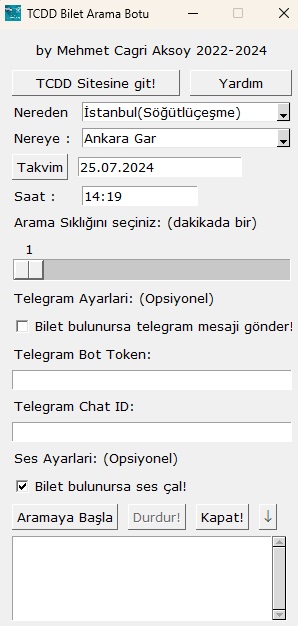 TCDD Bilet Arama Botu
by Mehmet Cagri Aksoy 2022-2024
TCDD Sitesine git! Yardım
Nereden İstanbul(Söğütlüçeşme)
Nereye : Ankara Gar
Takvim 25.07.2024
Saat : 14:19
Arama Sıklığını seçiniz: (dakikada bir)
1
Telegram Ayarlari: (Opsiyonel)
Bilet bulunursa telegram mesaji gönder!
Telegram Bot Token:
Telegram Chat ID:
Ses Ayarlari: (Opsiyonel)
Bilet bulunursa ses çal!
Aramaya Başla Durdur! Kapat! ↓